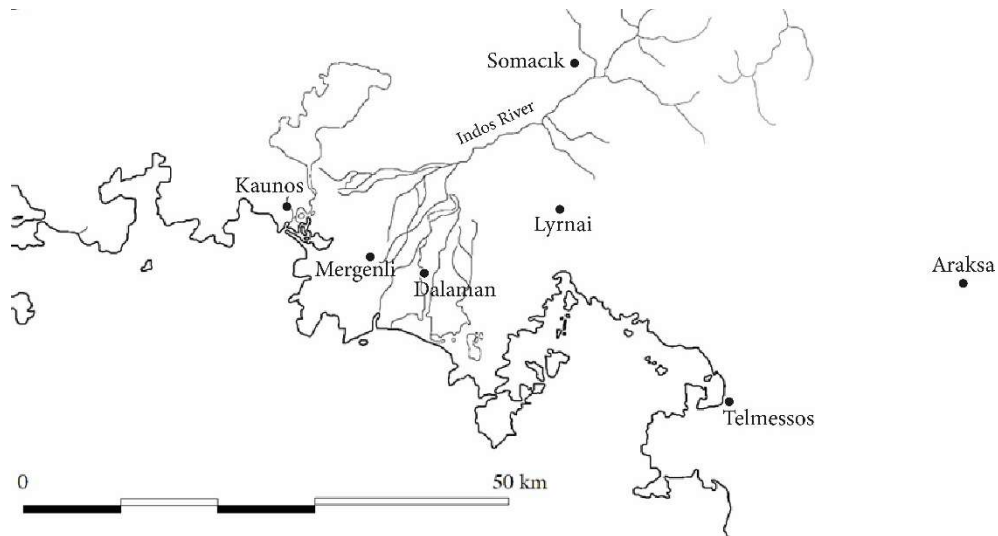 Somacık
Indos River
Kaunos
Lyrnai
Mergenli
Araksa
Dalaman
Telmessos
0
50 km